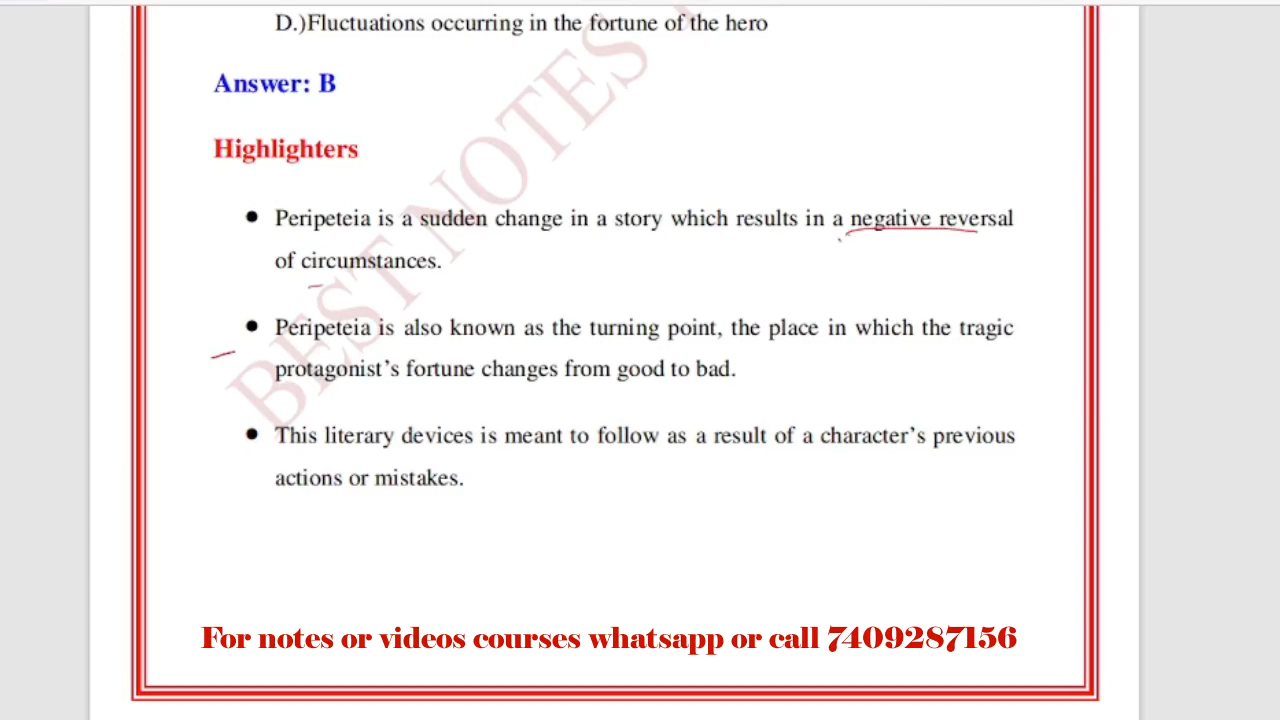 D.)Fluctuations occurring in the fortune of the hero
Answer: B
Highlighters
Peripeteia is a sudden change in a story which results in a negative reversal
of circumstances.
Peripeteia is also known as the turning point, the place in which the tragic
protagonist's fortune changes from good to bad.
This literary devices is meant to follow as a result of a character's previous
actions or mistakes.
BEST NOTES
For notes or videos courses whatsapp or call 7409287156